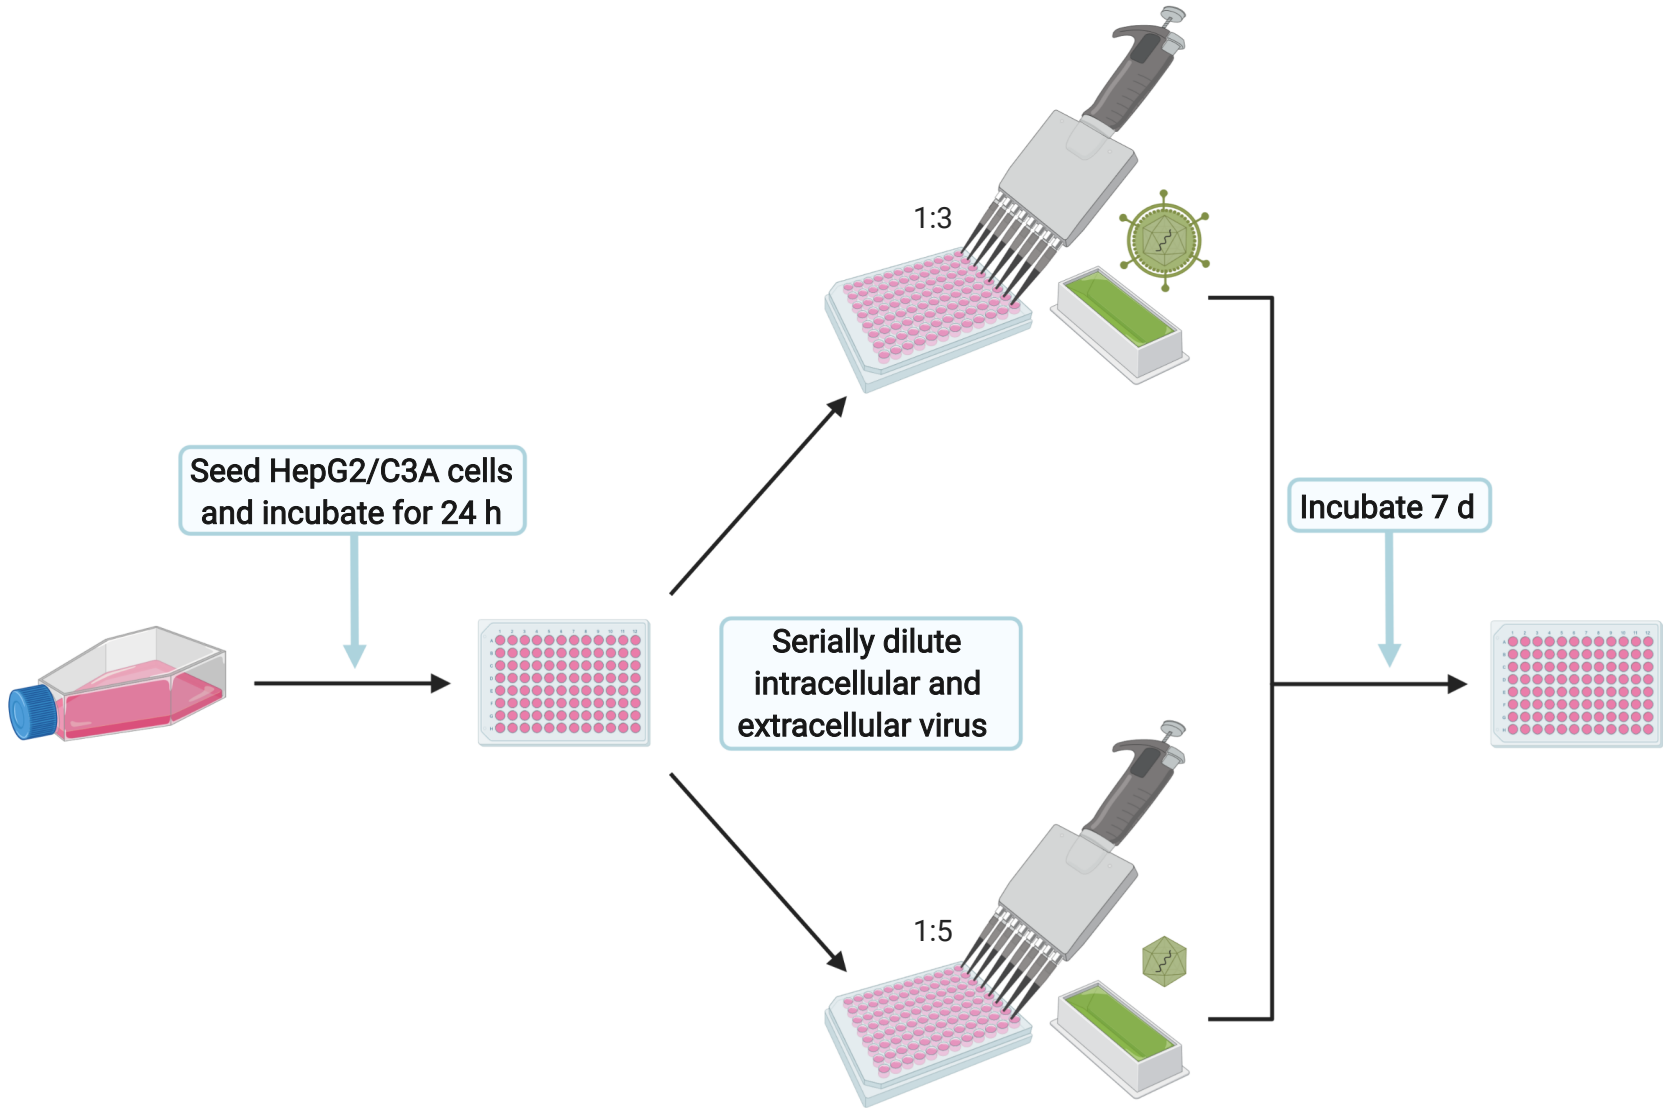 1:3
Seed HepG2/C3A cells
and incubate for 24 h
Incubate 7 d
Serially dilute
intracellular and
extracellular virus
1:5